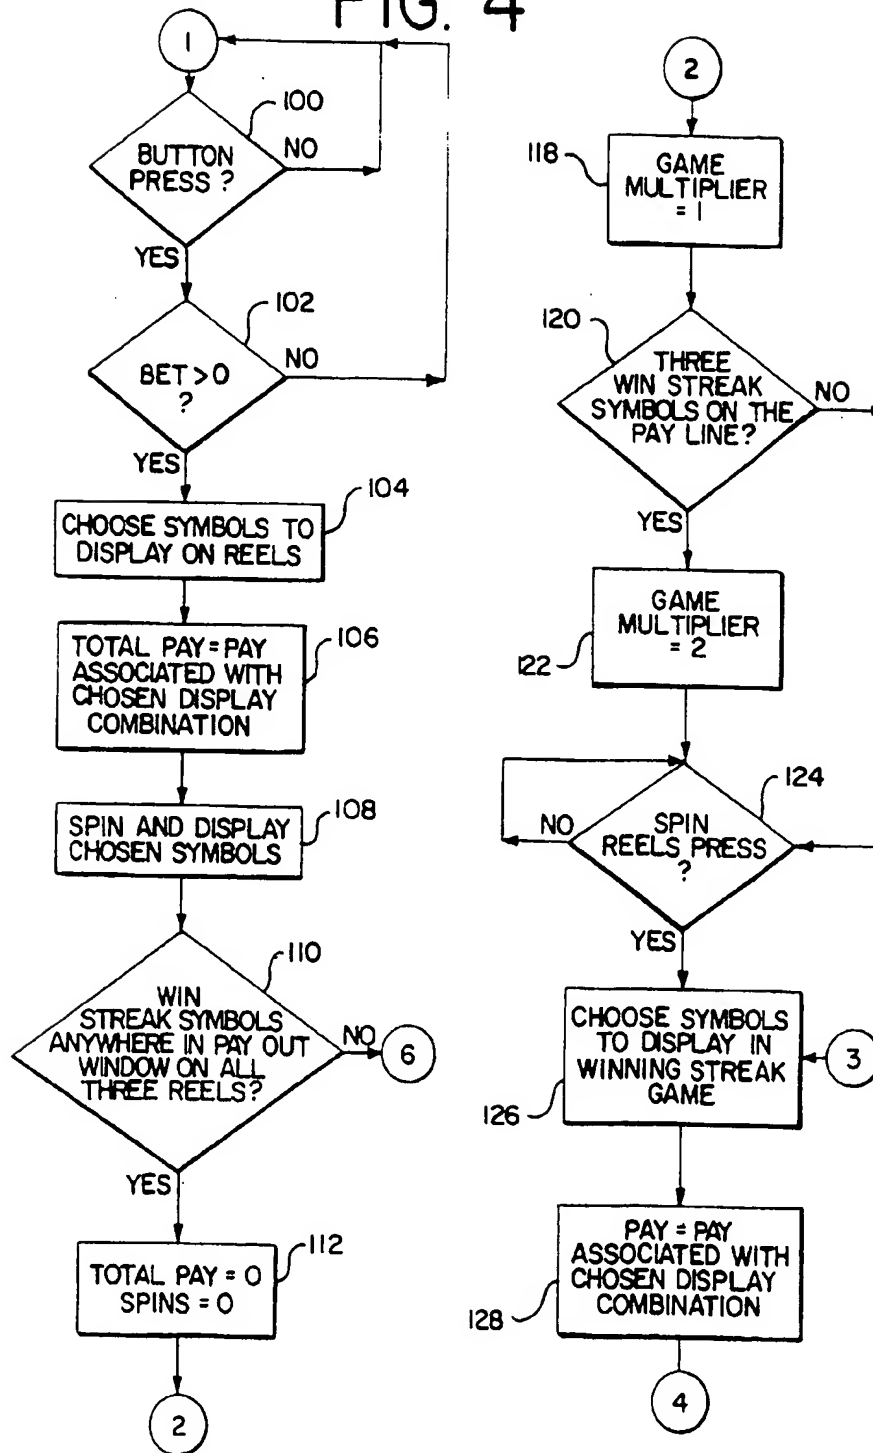 FIG. 4
1
100
BUTTON
PRESS ?
NO
YES
102
BET > 0
?
NO
YES
104
CHOOSE SYMBOLS TO
DISPLAY ON REELS
106
TOTAL PAY = PAY
ASSOCIATED WITH
CHOSEN DISPLAY
COMBINATION
108
SPIN AND DISPLAY
CHOSEN SYMBOLS
110
WIN
STREAK SYMBOLS
ANYWHERE IN PAY OUT
WINDOW ON ALL
THREE REELS?
NO
6
YES
112
TOTAL PAY = 0
SPINS = 0
2
2
118
GAME
MULTIPLIER
= 1
120
THREE
WIN STREAK
SYMBOLS ON THE
PAY LINE?
NO
YES
GAME
MULTIPLIER
= 2
122
124
SPIN
REELS PRESS
?
NO
YES
CHOOSE SYMBOLS
TO DISPLAY IN
WINNING STREAK
GAME
3
126
PAY = PAY
ASSOCIATED WITH
CHOSEN DISPLAY
COMBINATION
128
4